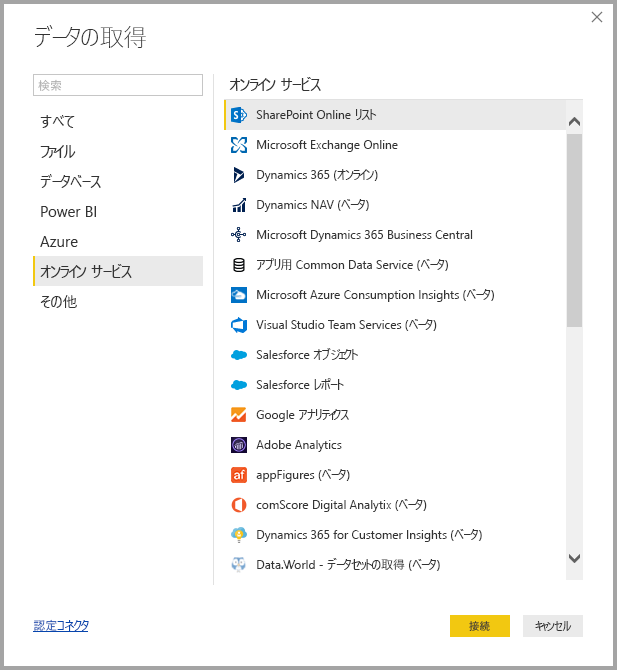 データの取得
検索
すべて
ファイル
データベース
Power BI
Azure
オンライン サービス
その他
オンライン サービス
SharePoint Online リスト
Microsoft Exchange Online
Dynamics 365 (オンライン)
Dynamics NAV (ベータ)
Microsoft Dynamics 365 Business Central
アプリ用 Common Data Service (ベータ)
Microsoft Azure Consumption Insights (ベータ)
Visual Studio Team Services (ベータ)
Salesforce オブジェクト
Salesforce レポート
Google アナリティクス
Adobe Analytics
appFigures (ベータ)
comScore Digital Analytix (ベータ)
Dynamics 365 for Customer Insights (ベータ)
Data.World - データセットの取得 (ベータ)
認定コネクタ
接続
キャンセル